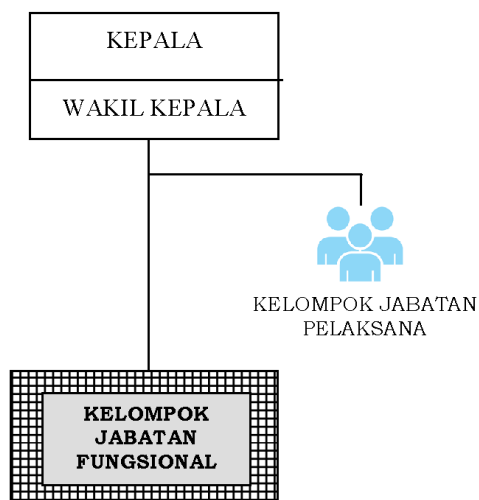 KEPALA
WAKIL KEPALA
KELOMPOK JABATAN
PELAKSANA
KELOMPOK
JABATAN
FUNGSIONAL